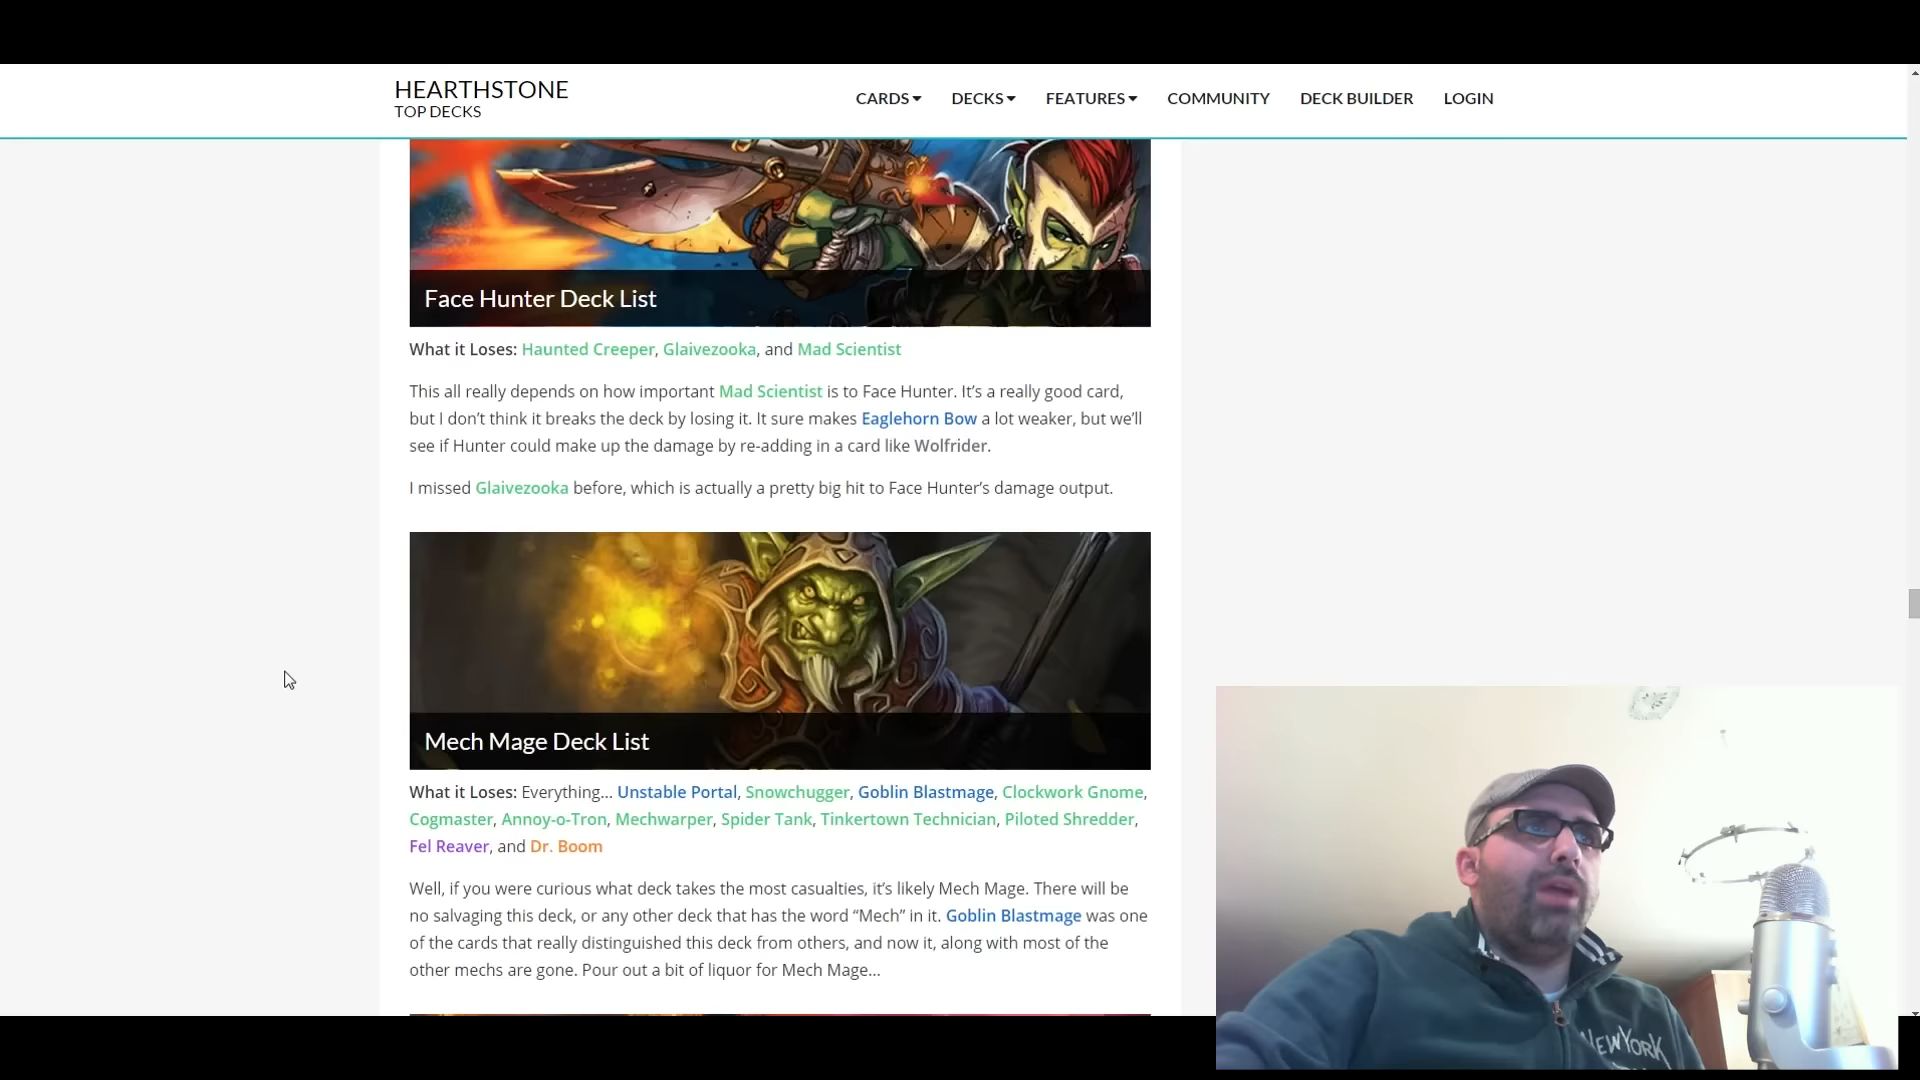 HEARTHSTONE
TOP DECKS
CARDS DECKS FEATURES COMMUNITY DECK BUILDER LOGIN
Face Hunter Deck List
What it Loses: Haunted Creeper, Glaivezooka, and Mad Scientist
This all really depends on how important Mad Scientist is to Face Hunter. It’s a really good card,
but I don’t think it breaks the deck by losing it. It sure makes Eaglehorn Bow a lot weaker, but we’ll
see if Hunter could make up the damage by re-adding in a card like Wolfrider.
I missed Glaivezooka before, which is actually a pretty big hit to Face Hunter’s damage output.
Mech Mage Deck List
What it Loses: Everything... Unstable Portal, Snowchugger, Goblin Blastmage, Clockwork Gnome,
Cogmaster, Annoy-o-Tron, Mechwarper, Spider Tank, Tinkertown Technician, Piloted Shredder,
Fel Reaver, and Dr. Boom
Well, if you were curious what deck takes the most casualties, it’s likely Mech Mage. There will be
no salvaging this deck, or any other deck that has the word “Mech” in it. Goblin Blastmage was one
of the cards that really distinguished this deck from others, and now it, along with most of the
other mechs are gone. Pour out a bit of liquor for Mech Mage...
NEW YORK